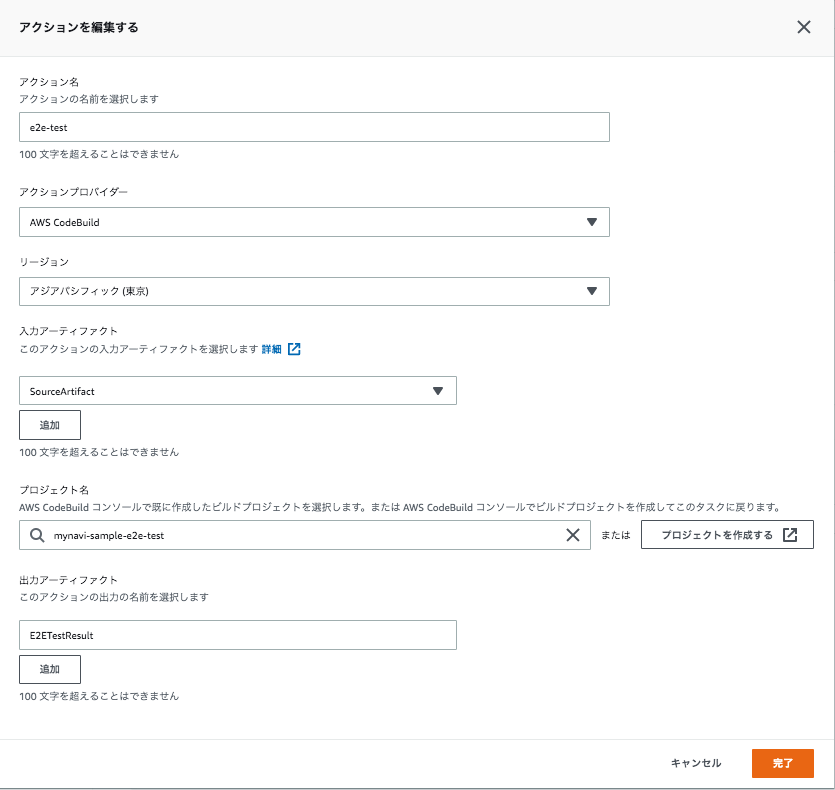 アクションを編集する
アクション名
アクションの名前を選択します
e2e-test
100 文字を超えることはできません
アクションプロバイダー
AWS CodeBuild
リージョン
アジアパシフィック (東京)
入力アーティファクト
このアクションの入力アーティファクトを選択します 詳細
SourceArtifact
追加
100 文字を超えることはできません
プロジェクト名
AWS CodeBuild コンソールで既に作成したビルドプロジェクトを選択します。または AWS CodeBuild コンソールでビルドプロジェクトを作成してこのタスクに戻ります。
mynavi-sample-e2e-test または プロジェクトを作成する
出力アーティファクト
このアクションの出力の名前を選択します
E2ETestResult
追加
100 文字を超えることはできません
キャンセル 完了